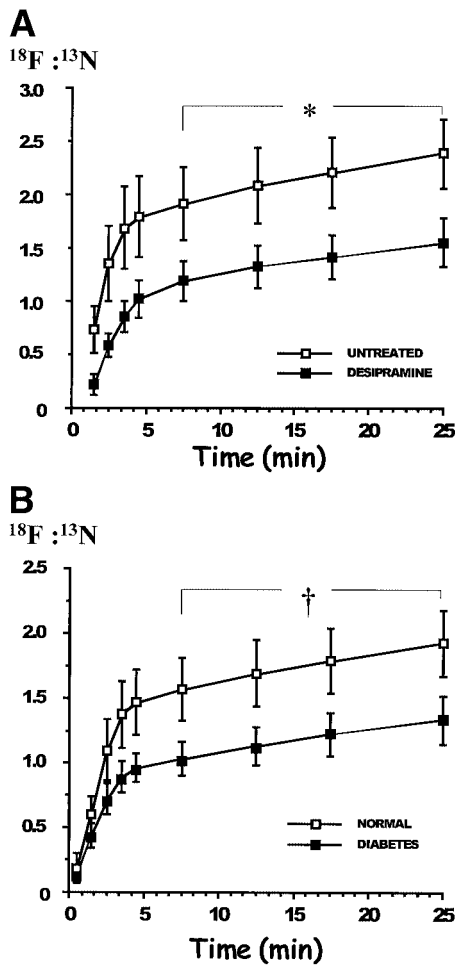 A
¹⁸F :¹³N
3.0
2.5
*
2.0
1.5
1.0
0.5
UNTREATED
DESIPRAMINE
0
0 5 10 15 20 25
Time (min)
B
¹⁸F :¹³N
2.5
†
2.0
1.5
1.0
0.5
NORMAL
DIABETES
0
0 5 10 15 20 25
Time (min)